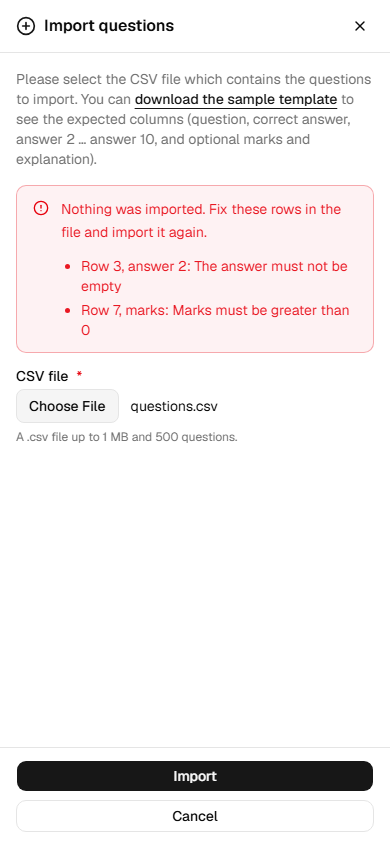 Import questions
Please select the CSV file which contains the questions
to import. You can download the sample template to
see the expected columns (question, correct answer,
answer 2 … answer 10, and optional marks and
explanation).
Nothing was imported. Fix these rows in the
file and import it again.
• Row 3, answer 2: The answer must not be
empty
• Row 7, marks: Marks must be greater than
0
CSV file *
Choose File questions.csv
A .csv file up to 1 MB and 500 questions.
Import
Cancel